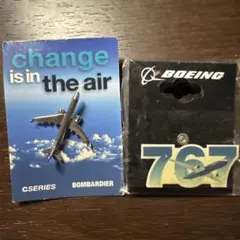 change
is in the air
CSERIES
BOMBARDIER
BOEING
767